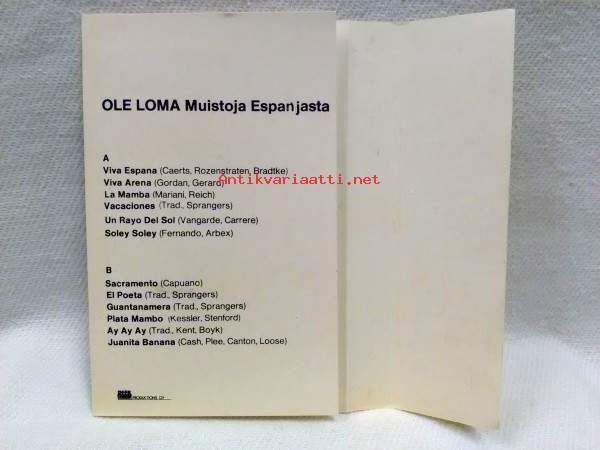 OLE LOMA Muistoja Espanjasta
A
Viva Espana (Caerts, Rozenstraten, Bradtke)
Viva Arena (Gordan, Gerard)
Antikvariaatti.net
La Mamba (Mariani, Reich)
Vacaciones (Trad., Sprangers)
Un Rayo Del Sol (Vangarde, Carrere)
Soley Soley (Fernando, Arbex)
B
Sacramento (Capuano)
El Poeta (Trad., Sprangers)
Guantanamera (Trad., Sprangers)
Plata Mambo (Kessler, Stenford)
Ay Ay Ay (Trad., Kent, Boyk)
Juanita Banana (Cash, Plee, Canton, Loose)
PRODUCTIONS OY